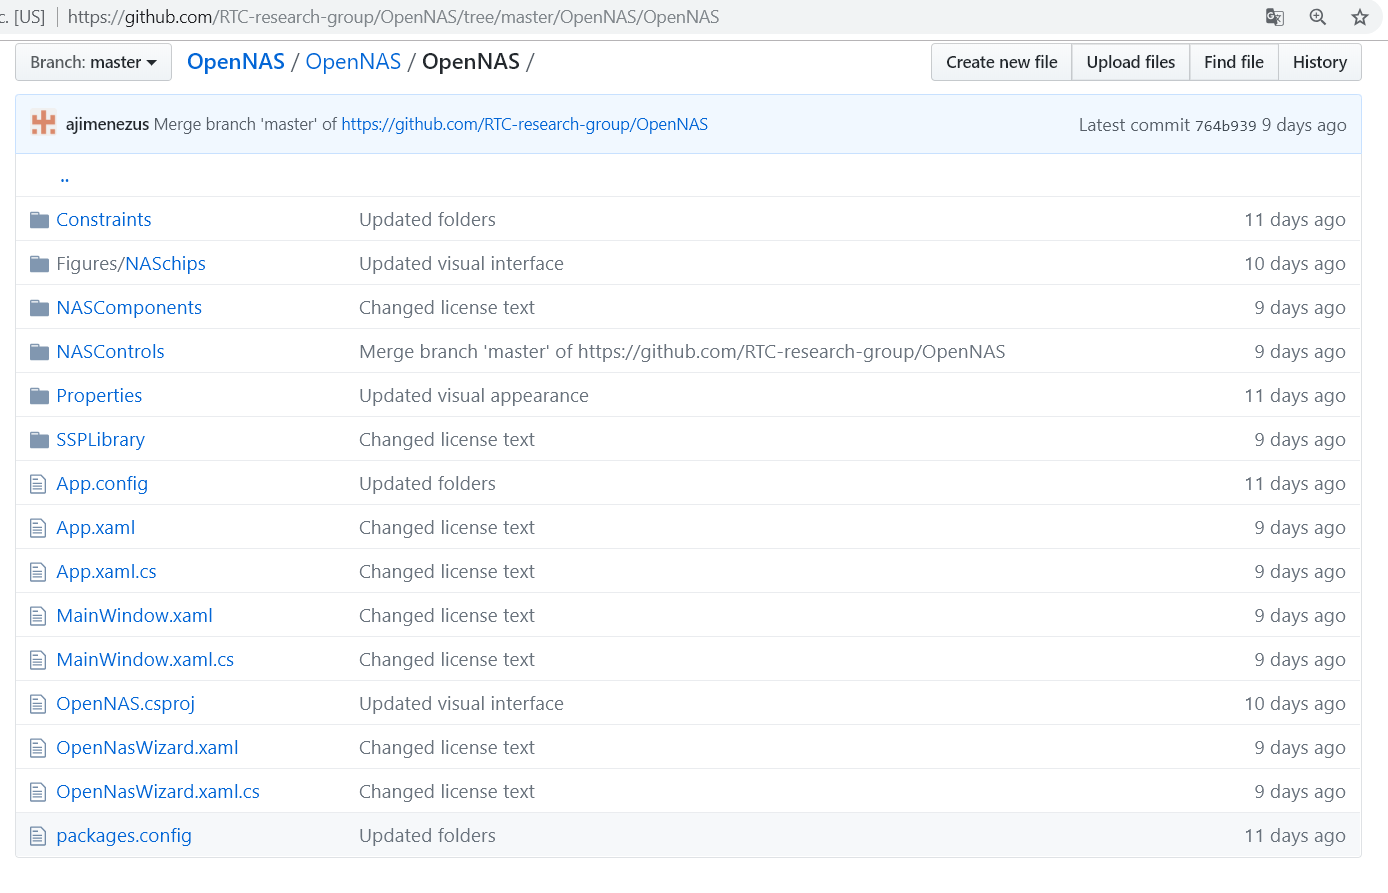 c. [US] https://github.com/RTC-research-group/OpenNAS/tree/master/OpenNAS/OpenNAS
Branch: master OpenNAS / OpenNAS / OpenNAS / Create new file Upload files Find file History
ajimenezus Merge branch 'master' of https://github.com/RTC-research-group/OpenNAS Latest commit 764b939 9 days ago
..
Constraints Updated folders 11 days ago
Figures/NASchips Updated visual interface 10 days ago
NASComponents Changed license text 9 days ago
NASControls Merge branch 'master' of https://github.com/RTC-research-group/OpenNAS 9 days ago
Properties Updated visual appearance 11 days ago
SSPLibrary Changed license text 9 days ago
App.config Updated folders 11 days ago
App.xaml Changed license text 9 days ago
App.xaml.cs Changed license text 9 days ago
MainWindow.xaml Changed license text 9 days ago
MainWindow.xaml.cs Changed license text 9 days ago
OpenNAS.csproj Updated visual interface 10 days ago
OpenNasWizard.xaml Changed license text 9 days ago
OpenNasWizard.xaml.cs Changed license text 9 days ago
packages.config Updated folders 11 days ago